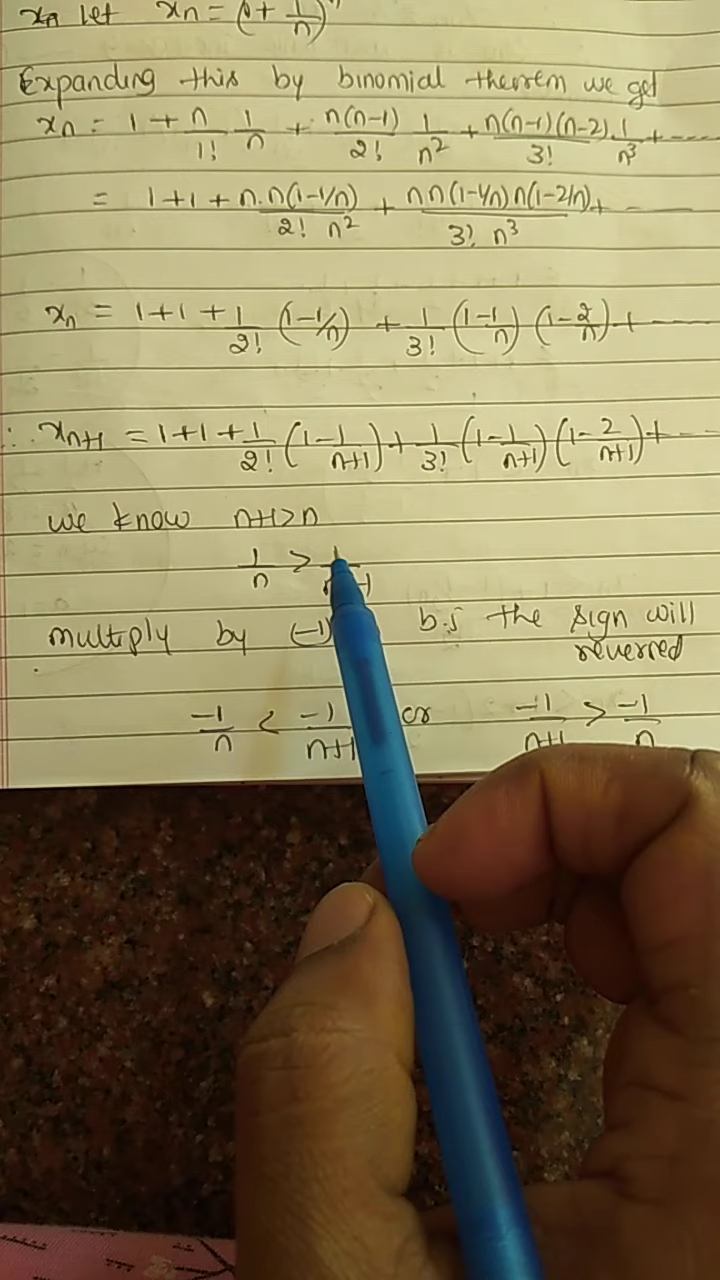 let xn = (1 + 1/n)^n
Expanding this by binomial theorem we get
xn = 1 + n/1! 1/n + n(n-1)/2! 1/n² + n(n-1)(n-2)/3! . 1/n³ + ----
= 1+1+ n.n(1-1/n)/2! n² + n n(1-1/n) n(1-2/n)/3! n³ + ----
xn = 1+1+ 1/2! (1-1/n) + 1/3! (1-1/n) (1-2/n) + ----
∴ xn+1 = 1+1+ 1/2! (1- 1/n+1) + 1/3! (1- 1/n+1) (1- 2/n+1) + ----
we know n+1>n
1/n >
multiply by (-1) b.s the sign will
reversed
-1/n < -1/n+1 or -1/n+1 > -1/n